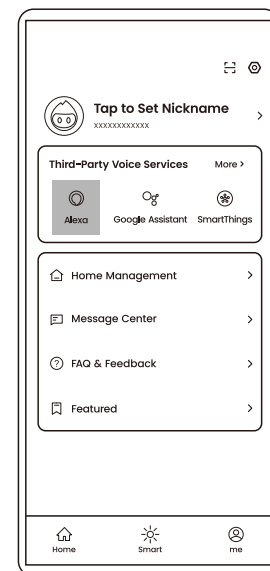 Tap to Set Nickname
xxxxxxxxxxxx
Third-Party Voice Services More >
Alexa Google Assistant SmartThings
Home Management
Message Center
FAQ & Feedback
Featured
Home Smart me